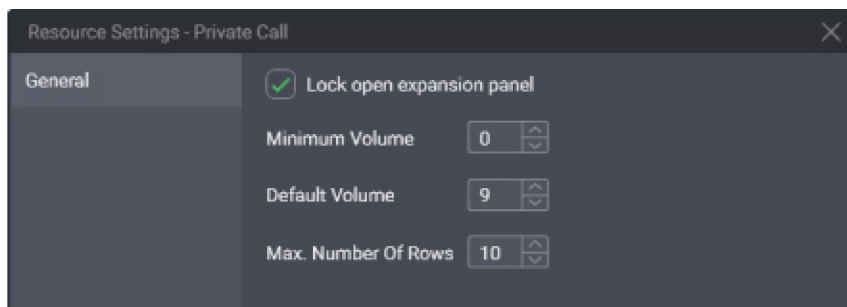 Resource Settings - Private Call
General
Lock open expansion panel
Minimum Volume 0
Default Volume 9
Max. Number Of Rows 10